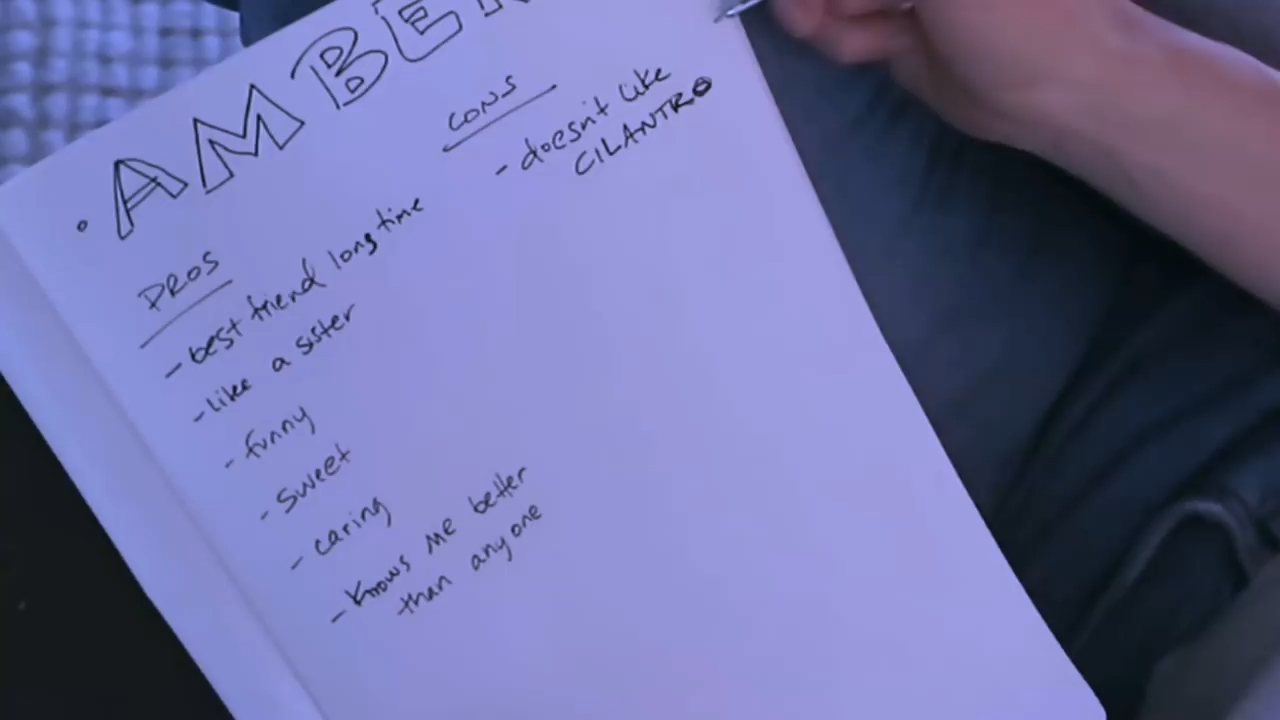 • AMBER
PROS
- best friend long time
- like a sister
- funny
- sweet
- caring
- Knows me better
than anyone
CONS
- doesn't like
CILANTRO